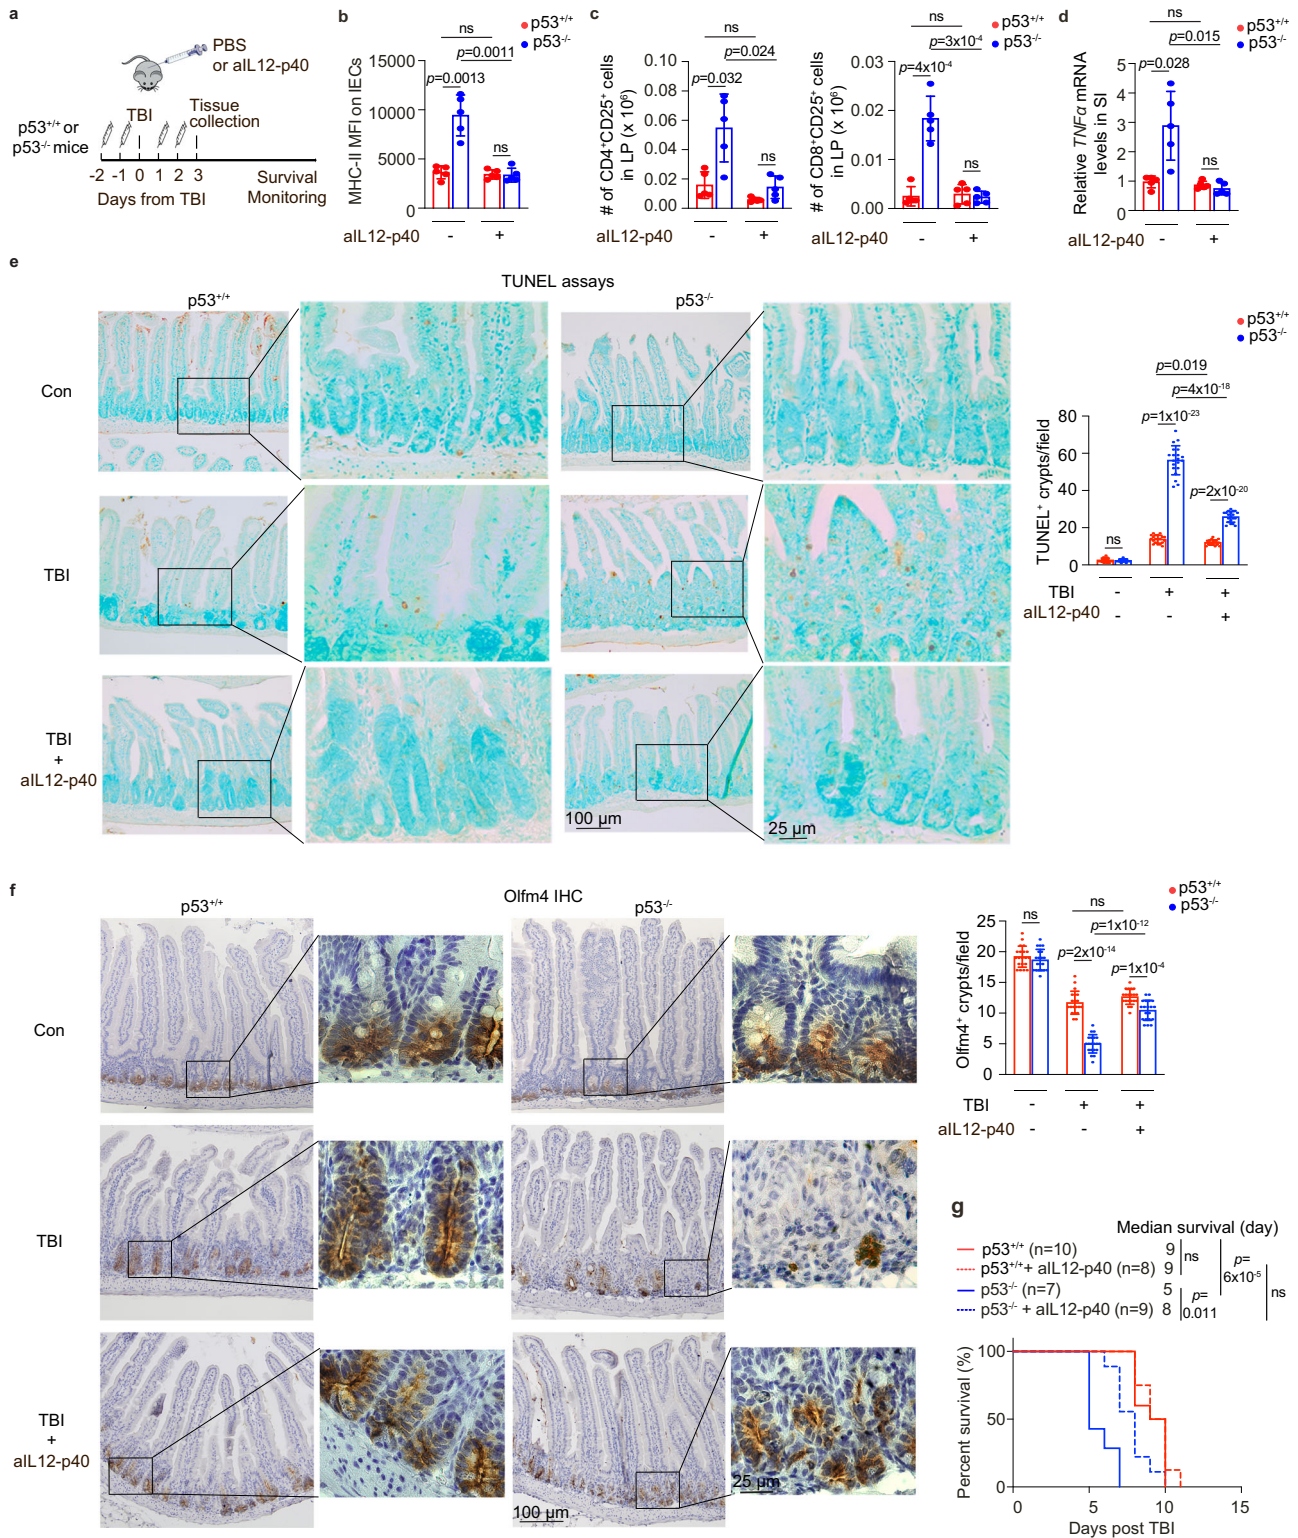 a
PBS
or aIL12-p40
TBI
Tissue
collection
p53+/+ or
p53-/- mice
-2 -1 0 1 2 3
Days from TBI
Survival
Monitoring
b
p53+/+
p53-/-
ns
p=0.0011
p=0.0013
ns
MHC-II MFI on IECs
15000
10000
5000
0
aIL12-p40 - +
c
ns
p=0.024
p=0.032
ns
# of CD4+CD25+ cells
in LP (x 10⁶)
0.10
0.08
0.06
0.04
0.02
0.00
aIL12-p40 - +
p53+/+
p53-/-
ns
p=3x10-4
p=4x10-4
ns
# of CD8+CD25+ cells
in LP (x 10⁶)
0.03
0.02
0.01
0.00
aIL12-p40 - +
d
p53+/+
p53-/-
ns
p=0.015
p=0.028
ns
Relative TNFα mRNA
levels in SI
5
4
3
2
1
0
aIL12-p40 - +
e
TUNEL assays
p53+/+
p53-/-
Con
TBI
TBI
+
aIL12-p40
100 µm
25 µm
p53+/+
p53-/-
p=0.019
p=4x10-18
p=1x10-23
p=2x10-20
ns
TUNEL+ crypts/field
80
60
40
20
0
TBI - + +
aIL12-p40 - - +
f
Olfm4 IHC
p53+/+
p53-/-
Con
TBI
TBI
+
aIL12-p40
100 µm
25 µm
p53+/+
p53-/-
ns
ns
p=1x10-12
p=2x10-14
p=1x10-4
Olfm4+ crypts/field
25
20
15
10
5
0
TBI - + +
aIL12-p40 - - +
g
Median survival (day)
p53+/+ (n=10) 9
p53+/+ + aIL12-p40 (n=8) 9
p53-/- (n=7) 5
p53-/- + aIL12-p40 (n=9) 8
ns
p=
0.011
p=
6x10-5
ns
Percent survival (%)
100
50
0
0 5 10 15
Days post TBI